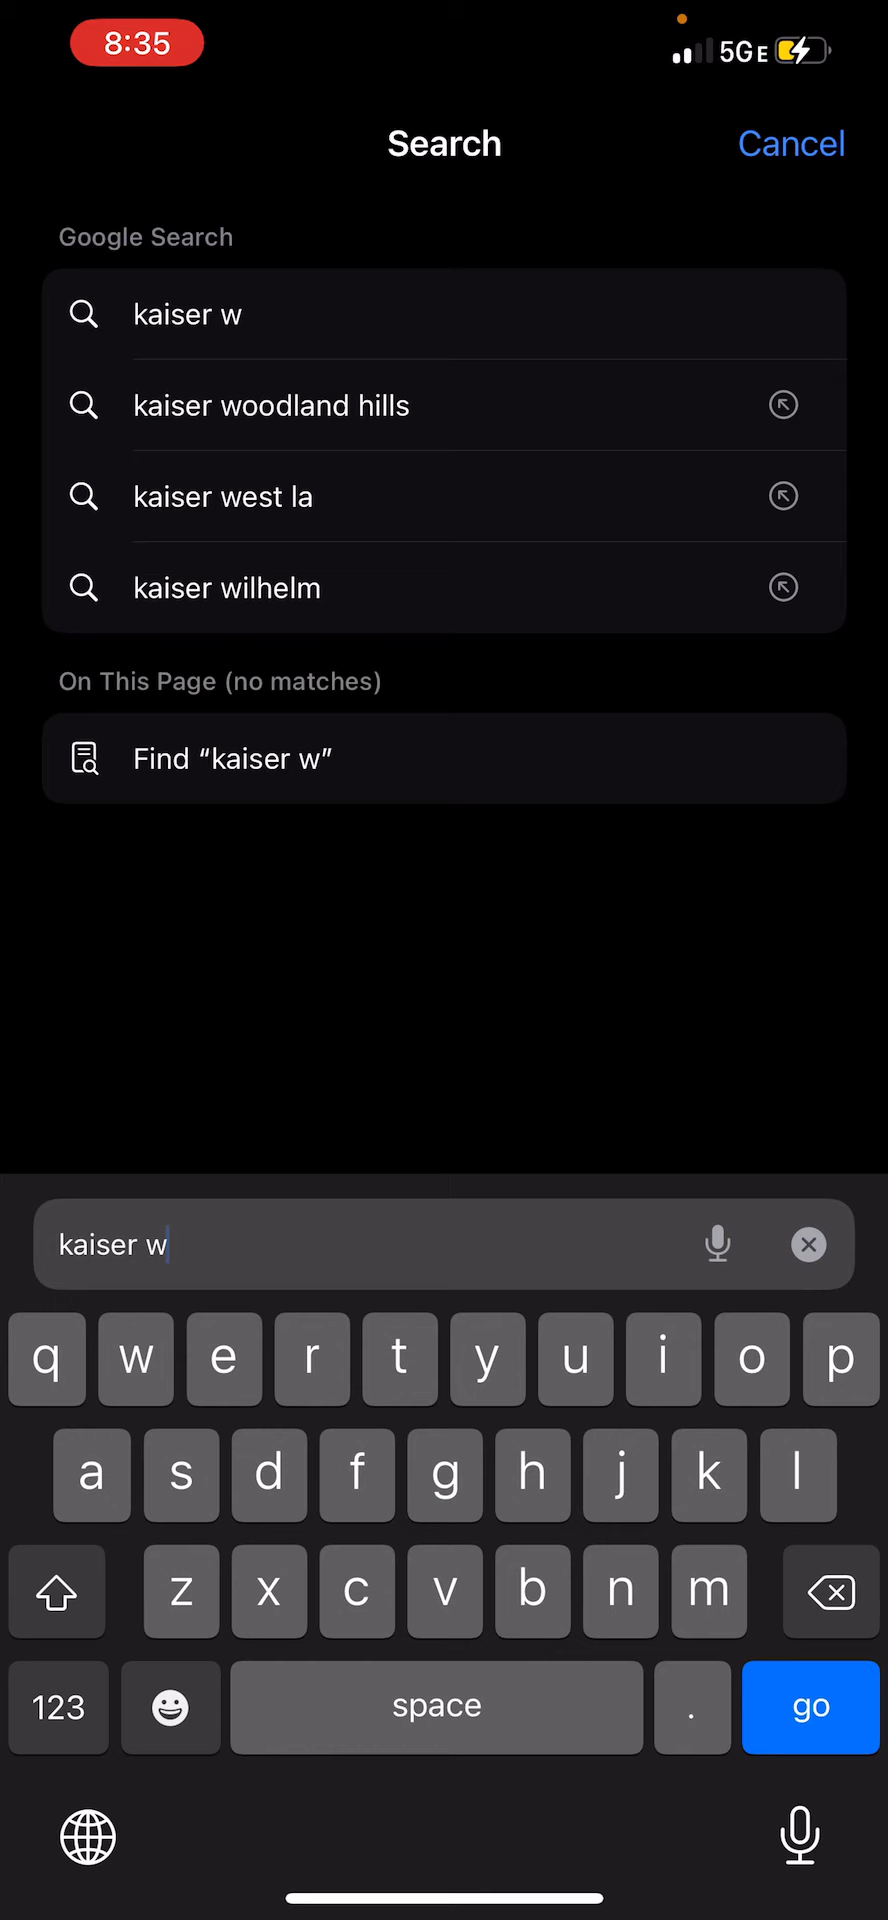 8:35
5GE
Search
Cancel
Google Search
kaiser w
kaiser woodland hills
kaiser west la
kaiser wilhelm
On This Page (no matches)
Find “kaiser w”
kaiser w
q w e r t y u i o p
a s d f g h j k l
z x c v b n m
123 space . go